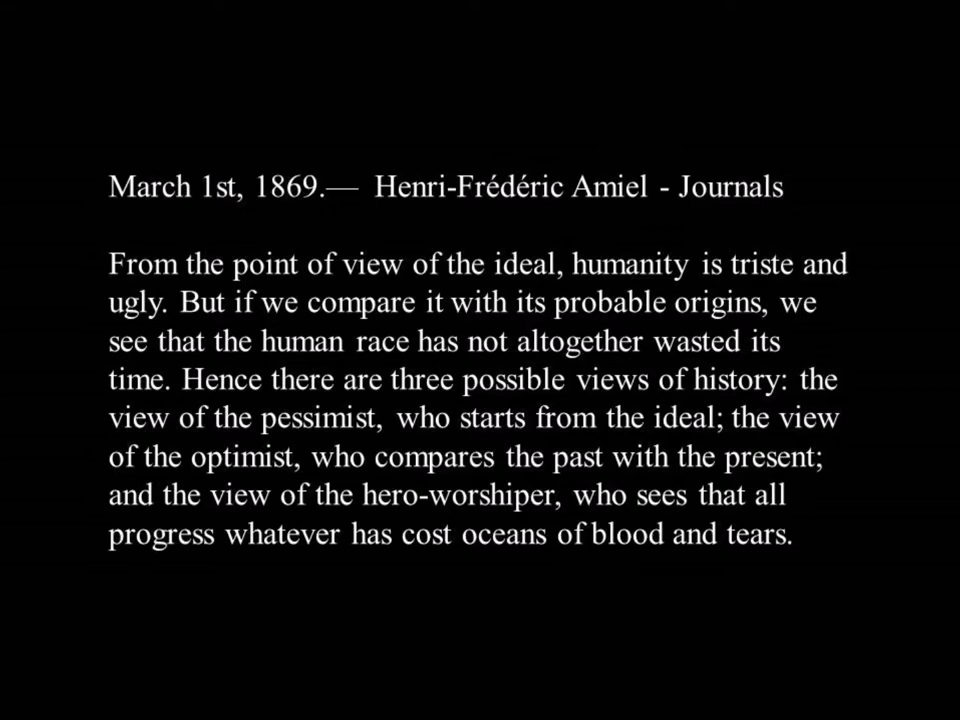 March 1st, 1869.— Henri-Frédéric Amiel - Journals
From the point of view of the ideal, humanity is triste and
ugly. But if we compare it with its probable origins, we
see that the human race has not altogether wasted its
time. Hence there are three possible views of history: the
view of the pessimist, who starts from the ideal; the view
of the optimist, who compares the past with the present;
and the view of the hero-worshiper, who sees that all
progress whatever has cost oceans of blood and tears.